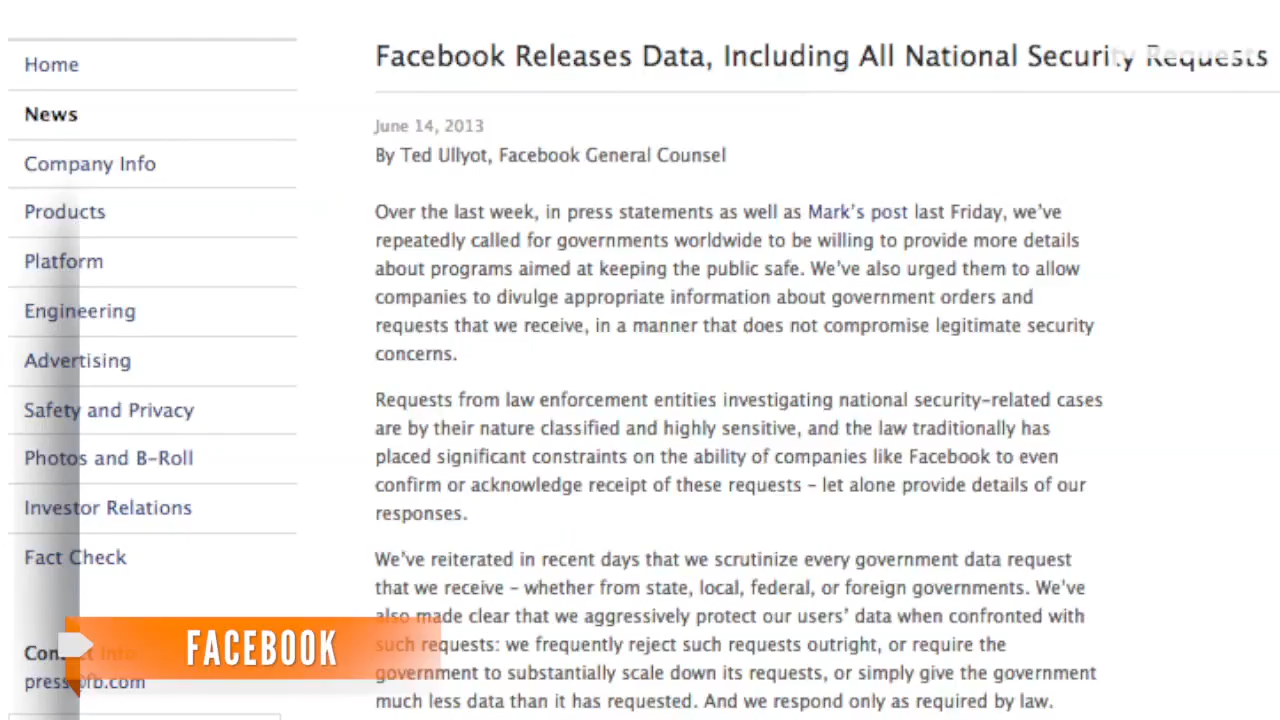 Home
News
Company Info
Products
Platform
Engineering
Advertising
Safety and Privacy
Photos and B-Roll
Investor Relations
Fact Check
press@fb.com
Facebook Releases Data, Including All National Security Requests
June 14, 2013
By Ted Ullyot, Facebook General Counsel
Over the last week, in press statements as well as Mark's post last Friday, we've
repeatedly called for governments worldwide to be willing to provide more details
about programs aimed at keeping the public safe. We've also urged them to allow
companies to divulge appropriate information about government orders and
requests that we receive, in a manner that does not compromise legitimate security
concerns.
Requests from law enforcement entities investigating national security-related cases
are by their nature classified and highly sensitive, and the law traditionally has
placed significant constraints on the ability of companies like Facebook to even
confirm or acknowledge receipt of these requests – let alone provide details of our
responses.
We've reiterated in recent days that we scrutinize every government data request
that we receive – whether from state, local, federal, or foreign governments. We've
also made clear that we aggressively protect our users' data when confronted with
such requests: we frequently reject such requests outright, or require the
government to substantially scale down its requests, or simply give the government
much less data than it has requested. And we respond only as required by law.
FACEBOOK